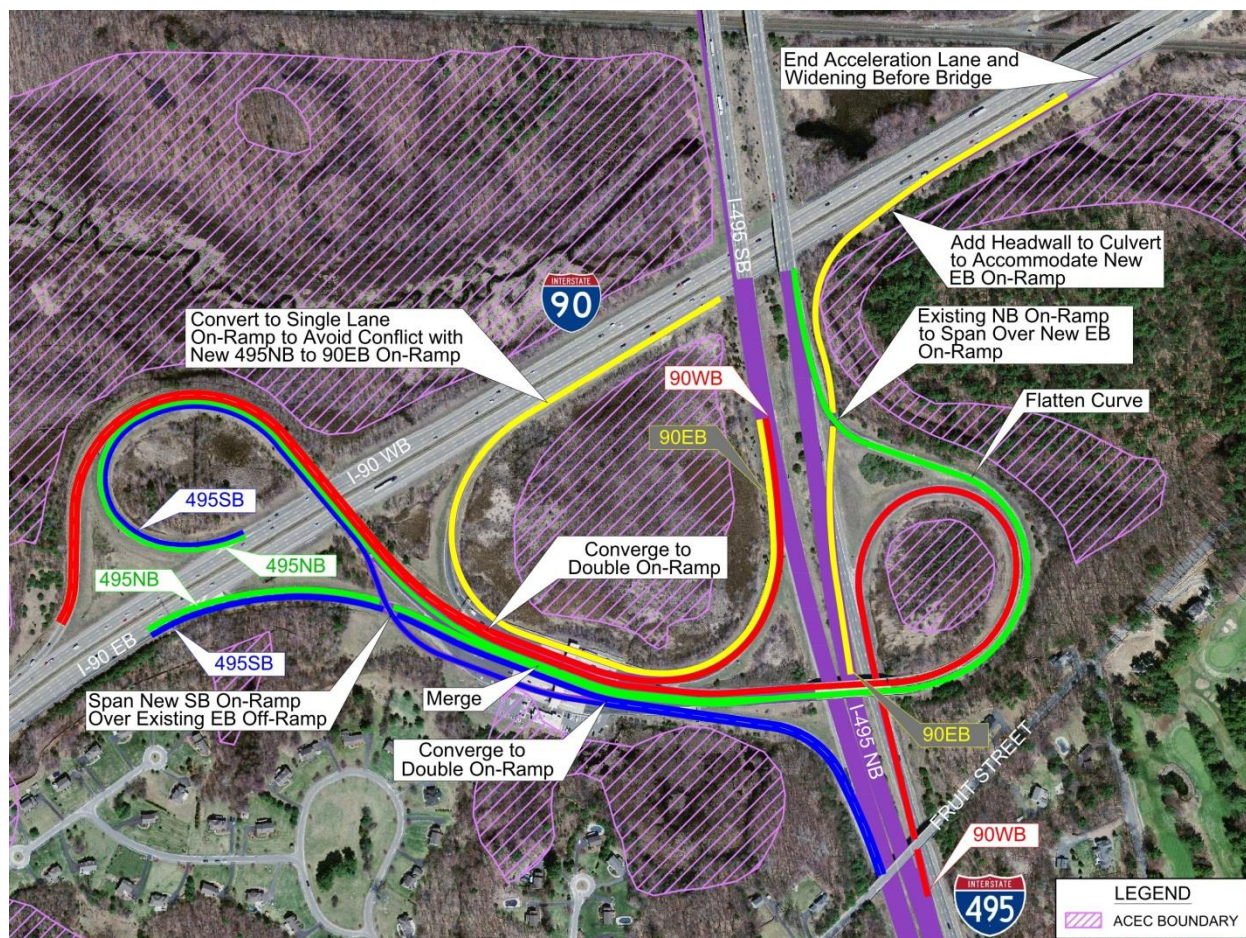 End Acceleration Lane and
Widening Before Bridge
I-495 SB
Add Headwall to Culvert
to Accommodate New
EB On-Ramp
INTERSTATE
90
Convert to Single Lane
On-Ramp to Avoid Conflict with
New 495NB to 90EB On-Ramp
Existing NB On-Ramp
to Span Over New EB
On-Ramp
90WB
Flatten Curve
90EB
I-90 WB
495SB
Converge to
Double On-Ramp
495NB
495NB
I-90 EB
495SB
Span New SB On-Ramp
Over Existing EB Off-Ramp
Merge
I-495 NB
90EB
Converge to
Double On-Ramp
FRUIT STREET
90WB
INTERSTATE
495
LEGEND
ACEC BOUNDARY